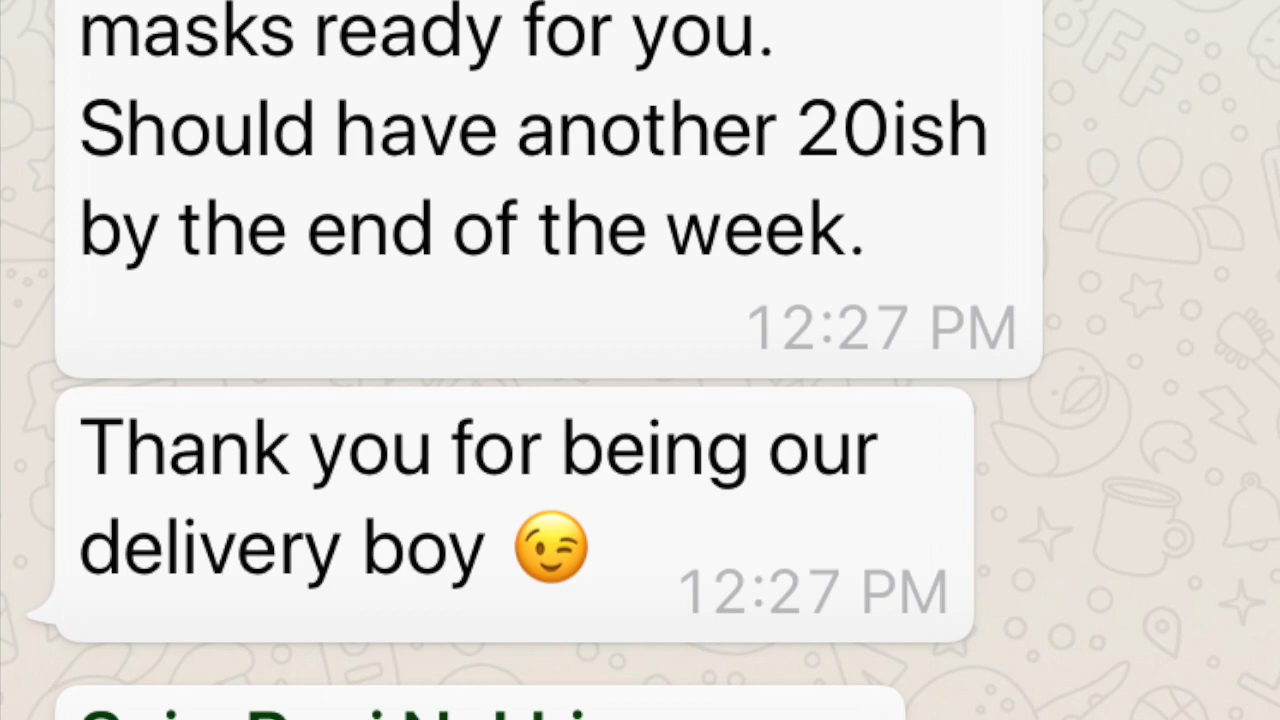 masks ready for you.
Should have another 20ish
by the end of the week.
12:27 PM
Thank you for being our
delivery boy 😉
12:27 PM